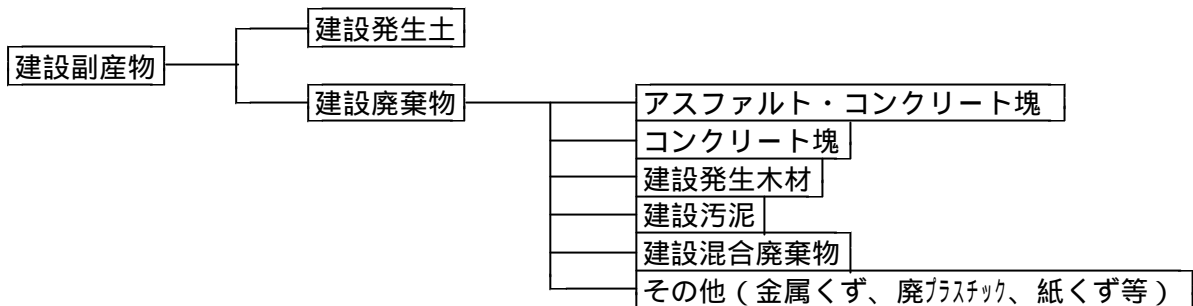 建設発生土
建設副産物
建設廃棄物
アスファルト・コンクリート塊
コンクリート塊
建設発生木材
建設汚泥
建設混合廃棄物
その他（金属くず、廃ﾌﾟﾗｽﾁｯｸ、紙くず等）